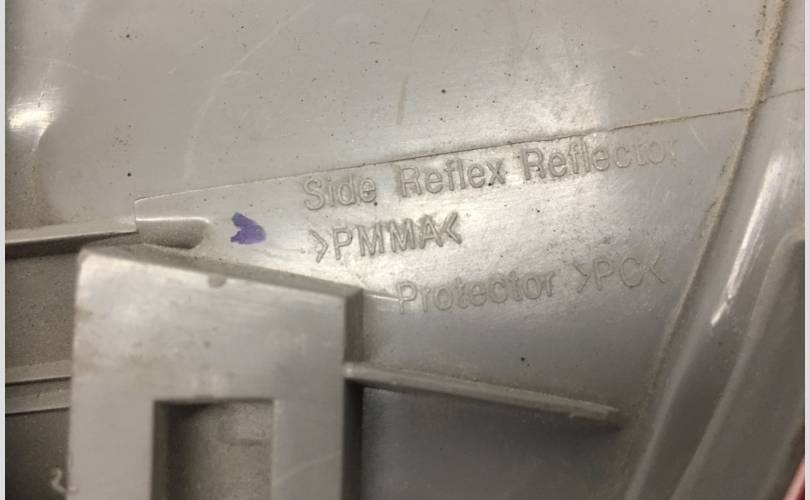 Side Reflex Reflector
>PMMA<
Protector >PC<